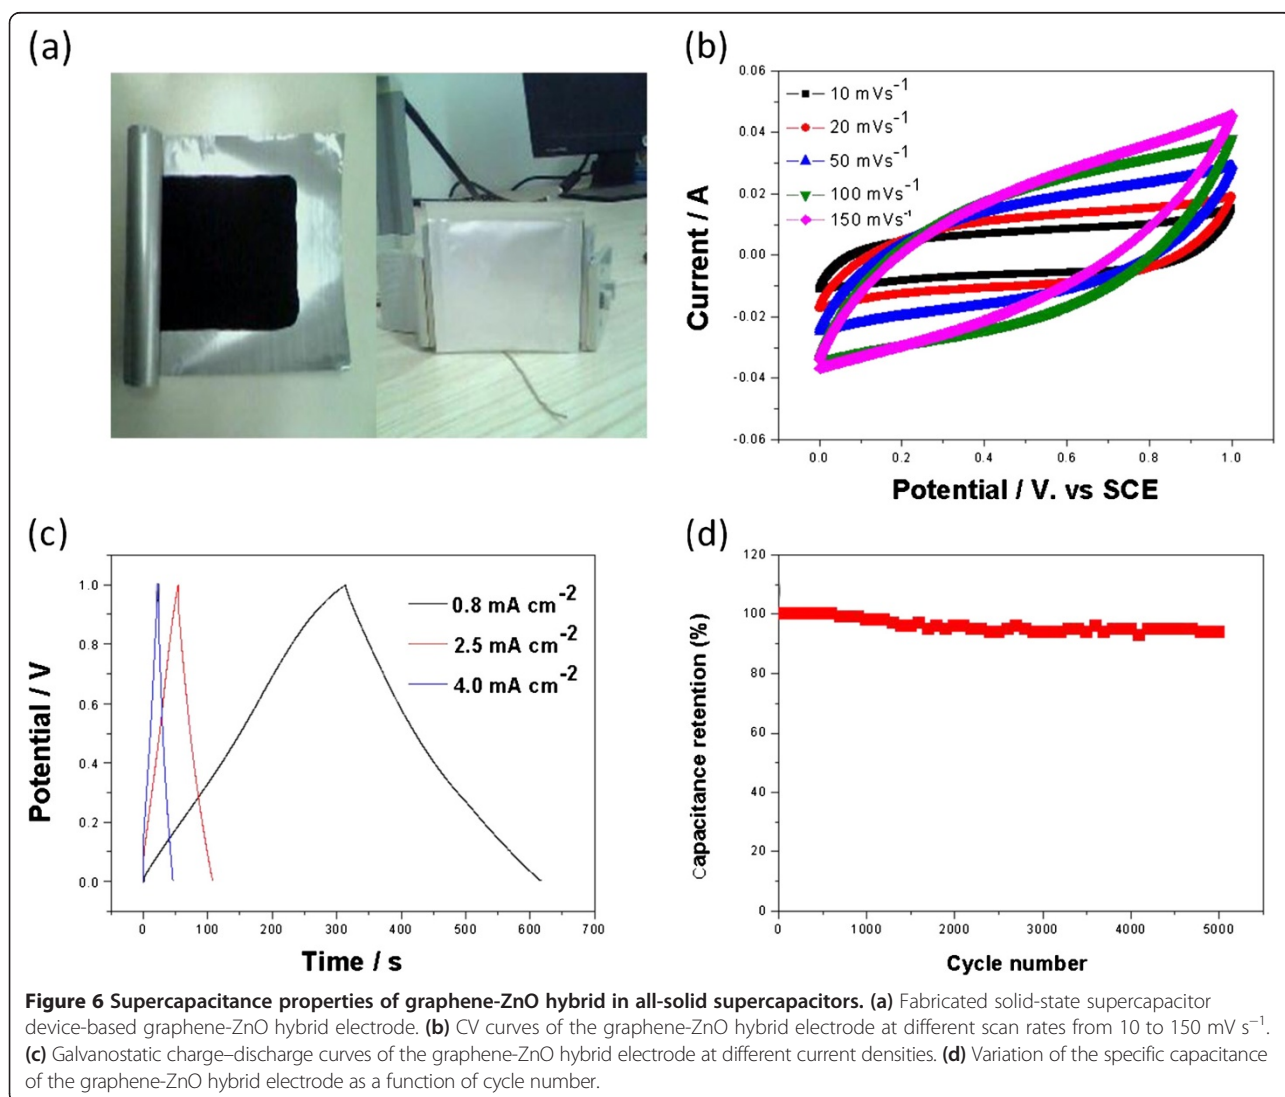 (a)
(b)
0.06
0.04
0.02
0.00
-0.02
-0.04
-0.06
Current / A
10 mVs⁻¹
20 mVs⁻¹
50 mVs⁻¹
100 mVs⁻¹
150 mVs⁻¹
0.0 0.2 0.4 0.6 0.8 1.0
Potential / V. vs SCE
(c)
1.0
0.8
0.6
0.4
0.2
0.0
Potential / V
0.8 mA cm⁻²
2.5 mA cm⁻²
4.0 mA cm⁻²
0 100 200 300 400 500 600 700
Time / s
(d)
120
100
80
60
40
20
0
Capacitance retention (%)
0 1000 2000 3000 4000 5000
Cycle number
Figure 6 Supercapacitance properties of graphene-ZnO hybrid in all-solid supercapacitors. (a) Fabricated solid-state supercapacitor
device-based graphene-ZnO hybrid electrode. (b) CV curves of the graphene-ZnO hybrid electrode at different scan rates from 10 to 150 mV s⁻¹.
(c) Galvanostatic charge–discharge curves of the graphene-ZnO hybrid electrode at different current densities. (d) Variation of the specific capacitance
of the graphene-ZnO hybrid electrode as a function of cycle number.